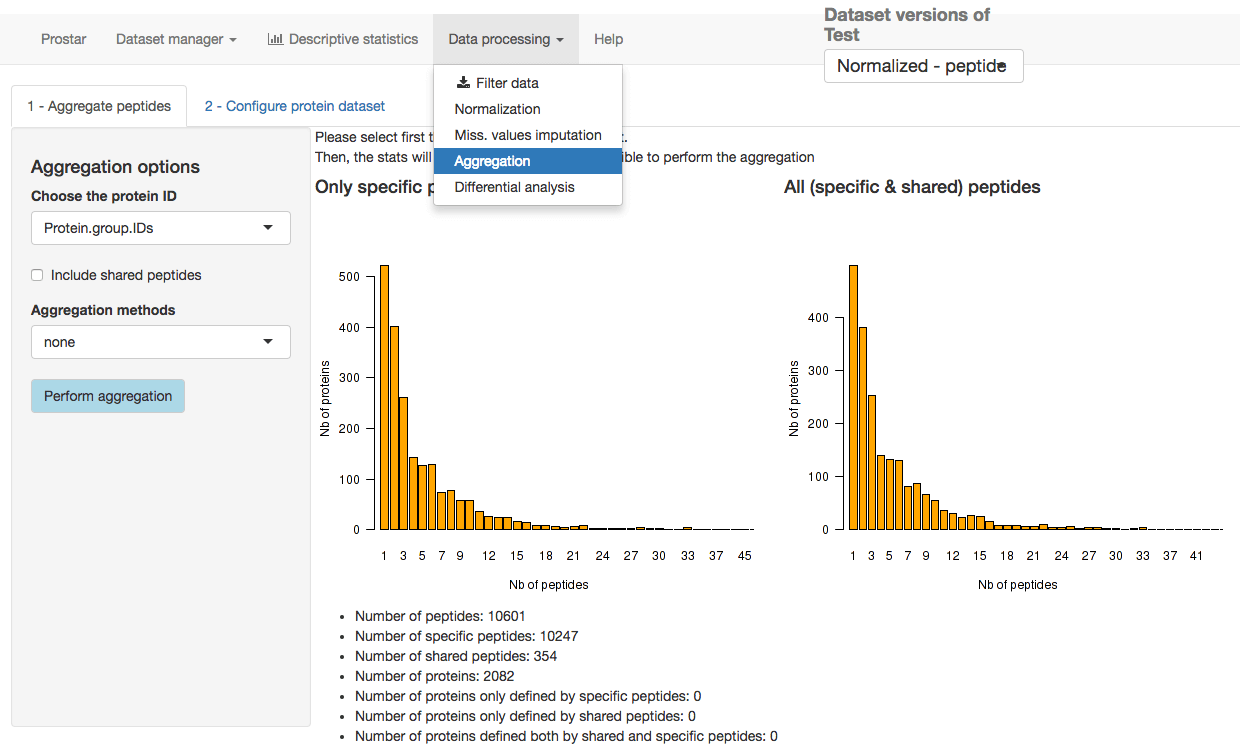 Dataset versions of
Test
Prostar Dataset manager Descriptive statistics Data processing Help
Normalized - peptide
Filter data
Normalization
Miss. values imputation
Aggregation
Differential analysis
1 - Aggregate peptides 2 - Configure protein dataset
Aggregation options
Choose the protein ID
Protein.group.IDs
Include shared peptides
Aggregation methods
none
Perform aggregation
Please select first t
Then, the stats will ible to perform the aggregation
Only specific p
500
400
300
200
100
0
Nb of proteins
1 3 5 7 9 12 15 18 21 24 27 30 33 37 45
Nb of peptides
All (specific & shared) peptides
400
300
200
100
0
Nb of proteins
1 3 5 7 9 12 15 18 21 24 27 30 33 37 41
Nb of peptides
• Number of peptides: 10601
• Number of specific peptides: 10247
• Number of shared peptides: 354
• Number of proteins: 2082
• Number of proteins only defined by specific peptides: 0
• Number of proteins only defined by shared peptides: 0
• Number of proteins defined both by shared and specific peptides: 0